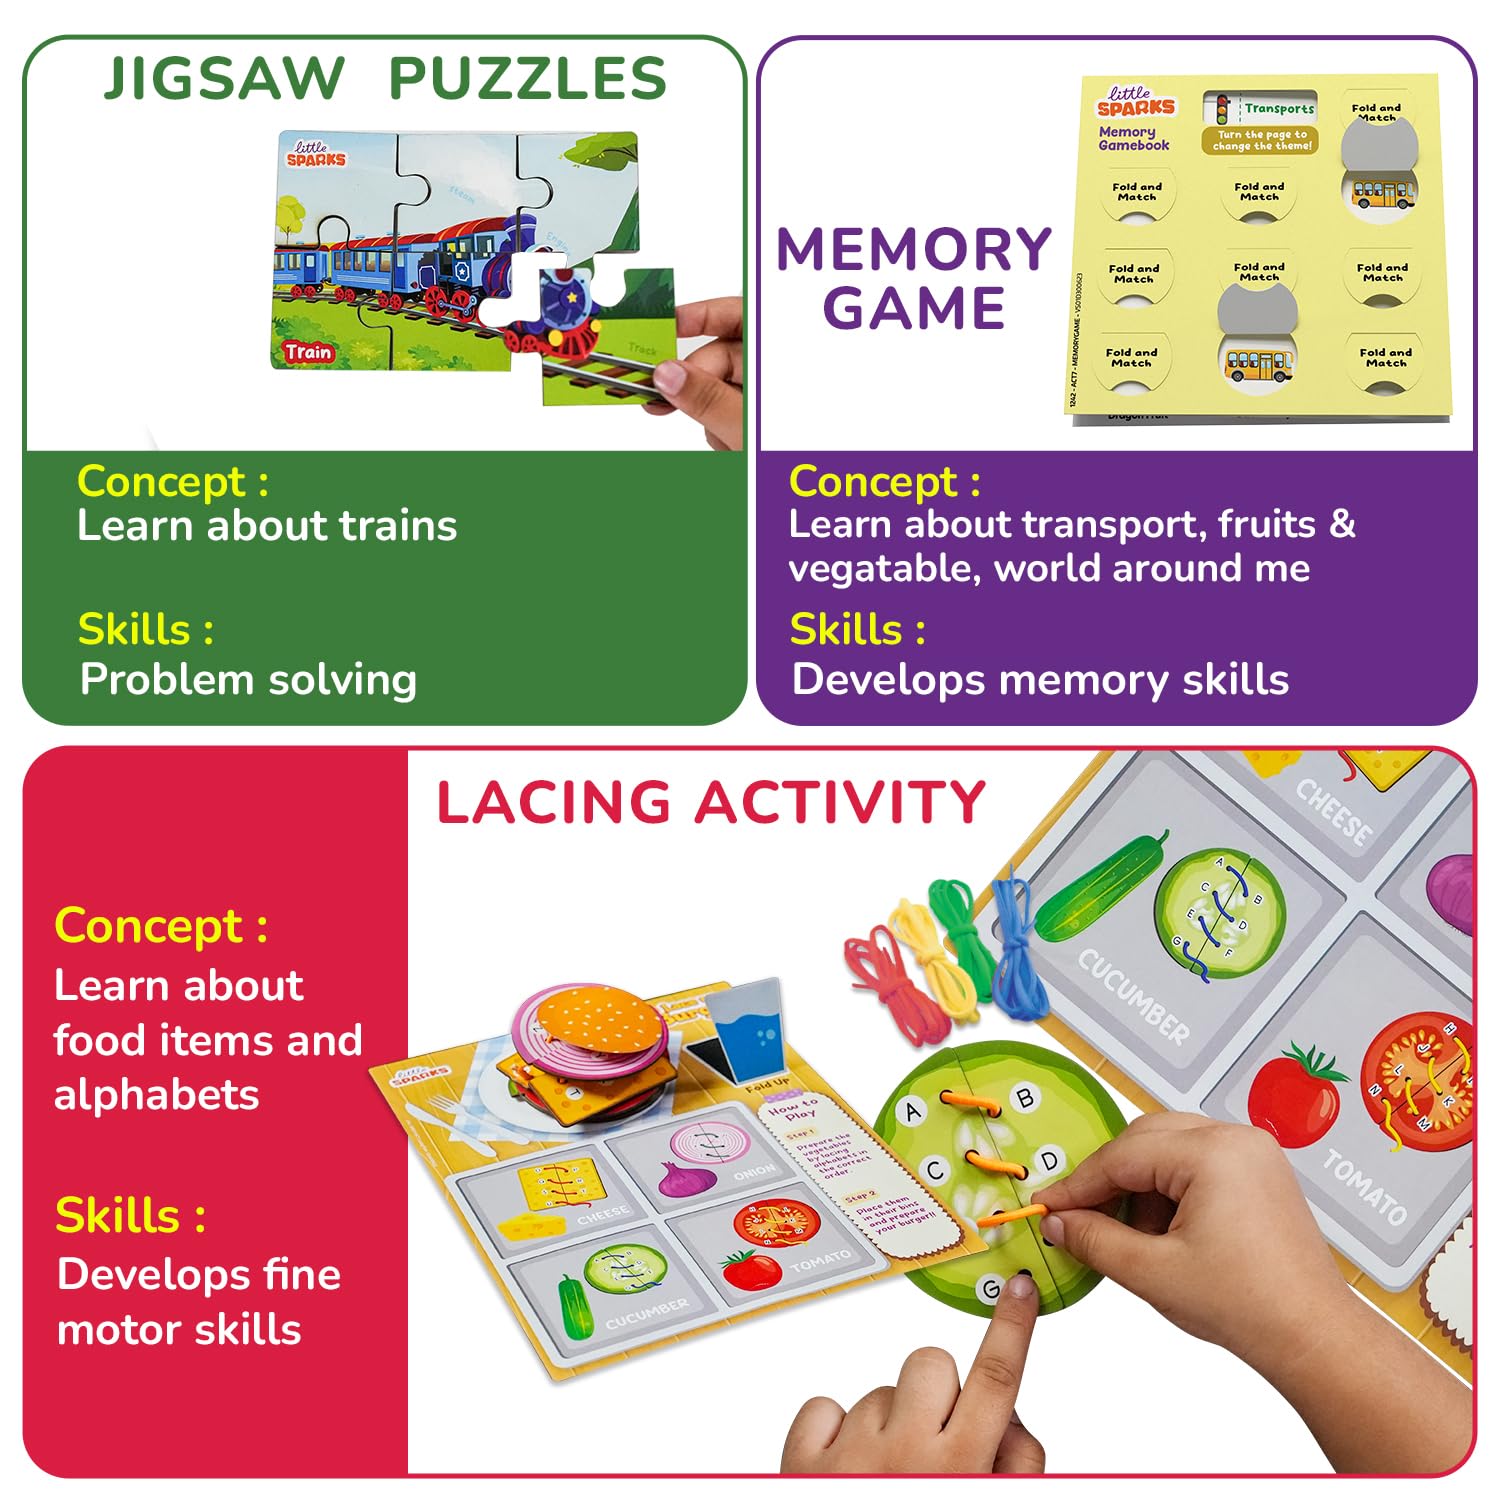 JIGSAW PUZZLES
little
SPARKS
steam
Engine
Track
Train
Concept :
Learn about trains
Skills :
Problem solving
MEMORY
GAME
little
SPARKS
Memory
Gamebook
Transports
Turn the page to
change the theme!
Fold and
Match
Fold and
Match
Fold and
Match
Fold and
Match
Fold and
Fold and
Match
Fold and
Match
Fold and
Match
1242 - ACT7 - MEMORYGAME - VS01030623
Dragon Fruit
Concept :
Learn about transport, fruits &
vegatable, world around me
Skills :
Develops memory skills
LACING ACTIVITY
Concept :
Learn about
food items and
alphabets
Skills :
Develops fine
motor skills
little
SPARKS
Fold Up
How to
Play
Step 1
Prepare the
vegetables
by lacing
alphabets in
the correct
order.
Step 2
Place them
in their bins
and prepare
your burger!!
CHEESE
ONION
CUCUMBER
TOMATO
A
B
C
D
G
CHEESE
CUCUMBER
A
B
C
D
E
F
G
TOMATO
H
J
L
K
N
M